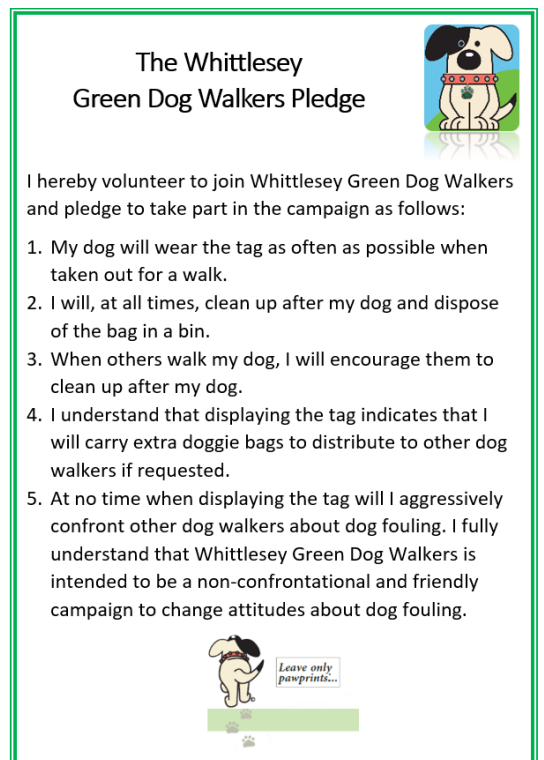 The Whittlesey
Green Dog Walkers Pledge
I hereby volunteer to join Whittlesey Green Dog Walkers
and pledge to take part in the campaign as follows:
1. My dog will wear the tag as often as possible when
taken out for a walk.
2. I will, at all times, clean up after my dog and dispose
of the bag in a bin.
3. When others walk my dog, I will encourage them to
clean up after my dog.
4. I understand that displaying the tag indicates that I
will carry extra doggie bags to distribute to other dog
walkers if requested.
5. At no time when displaying the tag will I aggressively
confront other dog walkers about dog fouling. I fully
understand that Whittlesey Green Dog Walkers is
intended to be a non-confrontational and friendly
campaign to change attitudes about dog fouling.
Leave only
pawprints...